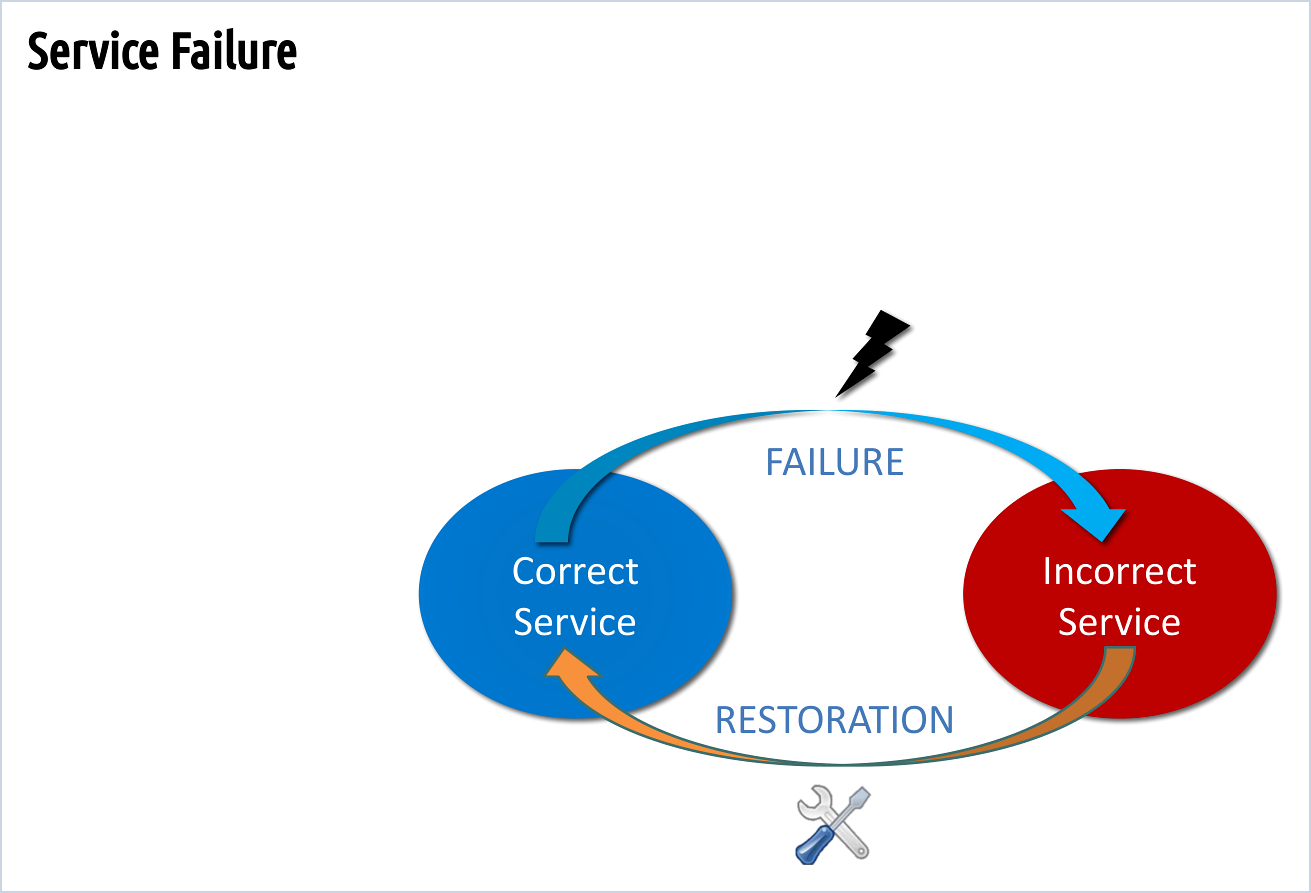 Service Failure
FAILURE
Correct
Service
Incorrect
Service
RESTORATION